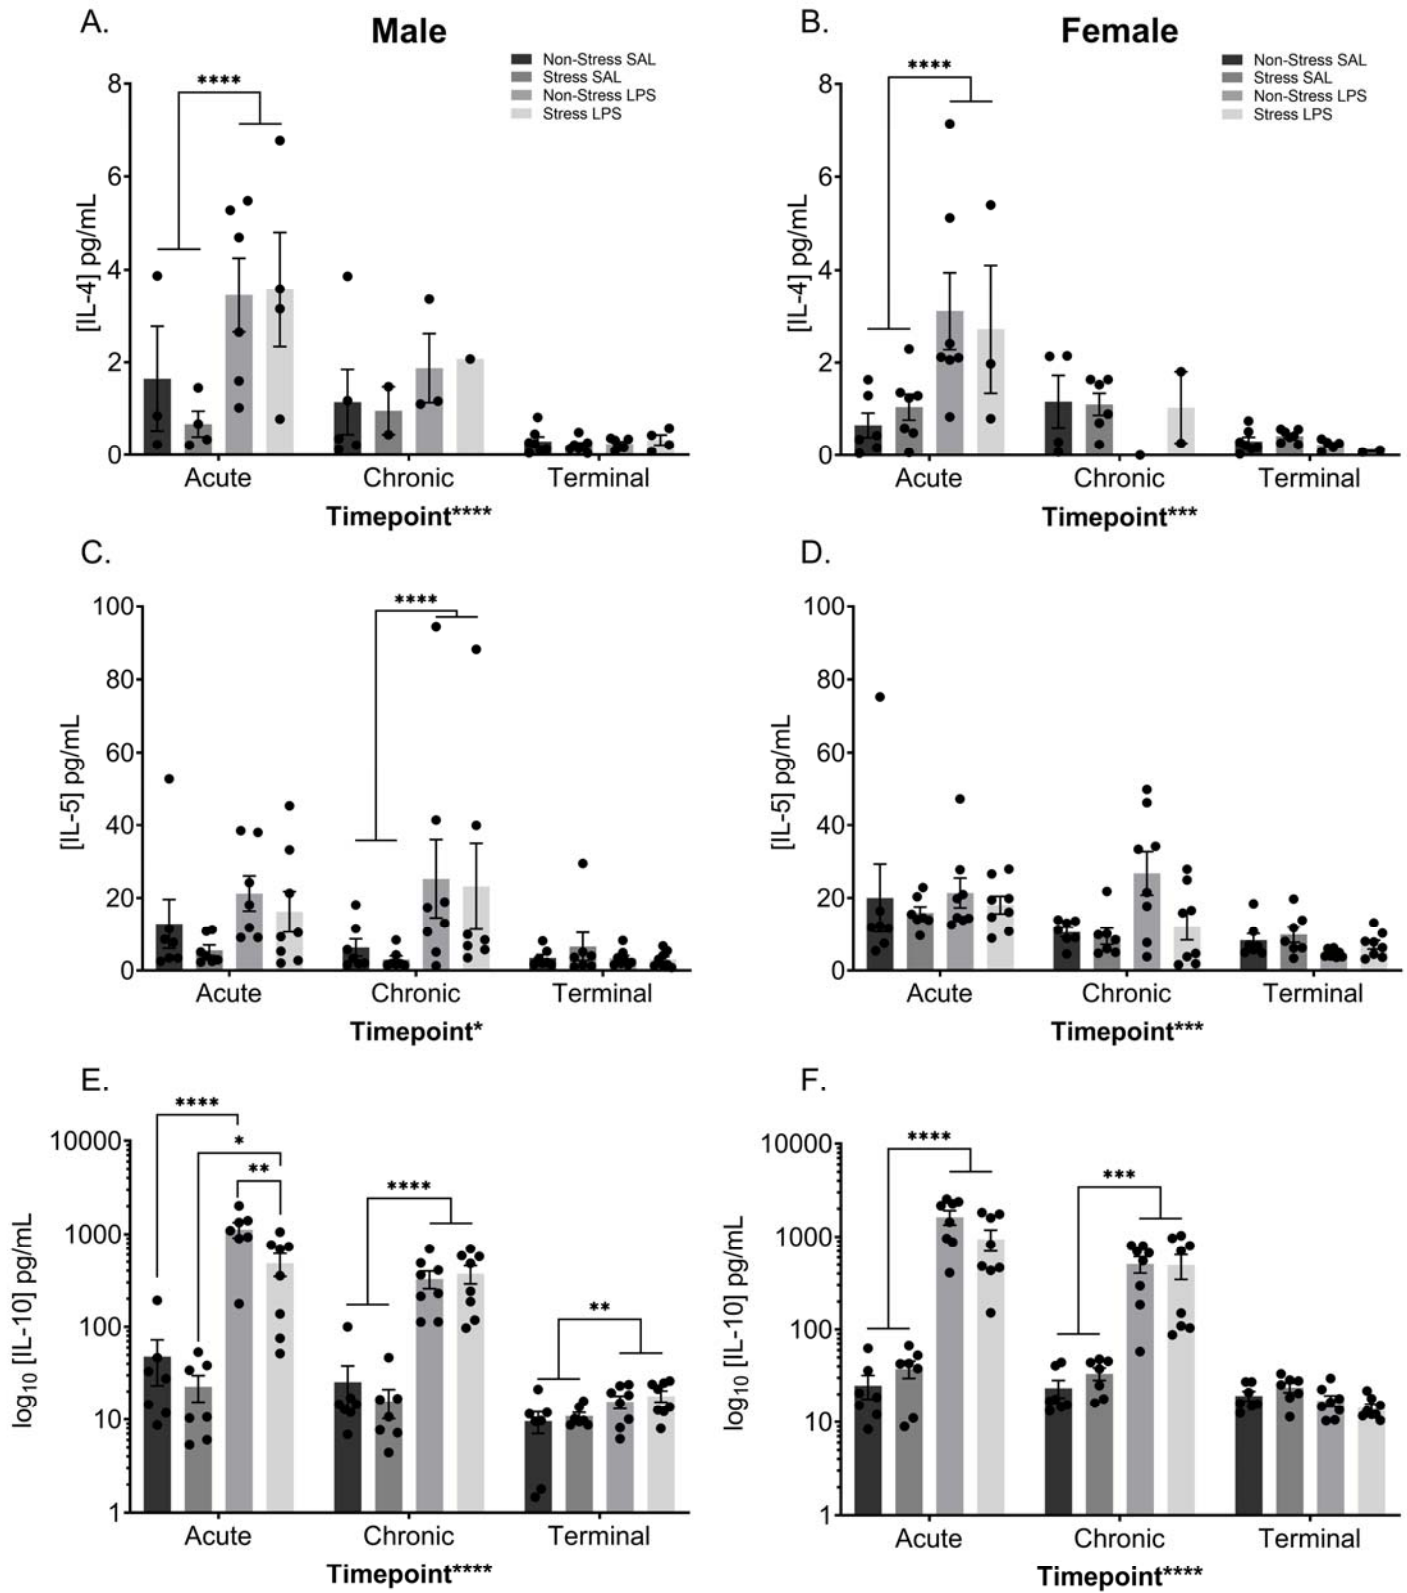 A.
Male
B.
Female
Non-Stress SAL
Stress SAL
Non-Stress LPS
Stress LPS
Non-Stress SAL
Stress SAL
Non-Stress LPS
Stress LPS
[IL-4] pg/mL
8
6
4
2
0
****
Acute
Chronic
Terminal
Timepoint****
[IL-4] pg/mL
8
6
4
2
0
****
Acute
Chronic
Terminal
Timepoint***
C.
[IL-5] pg/mL
100
80
60
40
20
0
****
Acute
Chronic
Terminal
Timepoint*
D.
[IL-5] pg/mL
100
80
60
40
20
0
Acute
Chronic
Terminal
Timepoint***
E.
log10 [IL-10] pg/mL
10000
1000
100
10
1
****
*
**
****
**
Acute
Chronic
Terminal
Timepoint****
F.
log10 [IL-10] pg/mL
10000
1000
100
10
1
****
***
Acute
Chronic
Terminal
Timepoint****